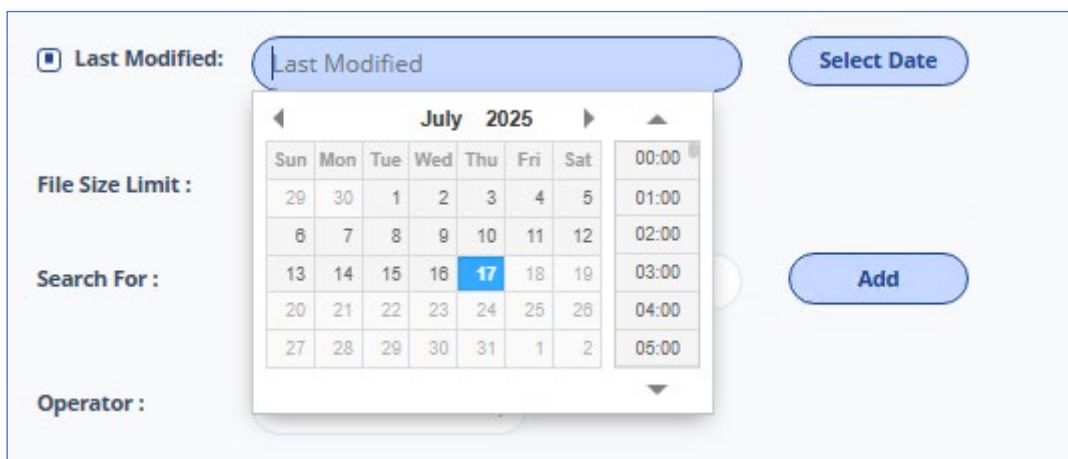 Last Modified: Last Modified Select Date
July 2025
Sun Mon Tue Wed Thu Fri Sat 00:00
29 30 1 2 3 4 5 01:00
6 7 8 9 10 11 12 02:00
13 14 15 16 17 18 19 03:00
20 21 22 23 24 25 26 04:00
27 28 29 30 31 1 2 05:00
File Size Limit :
Search For : Add
Operator :